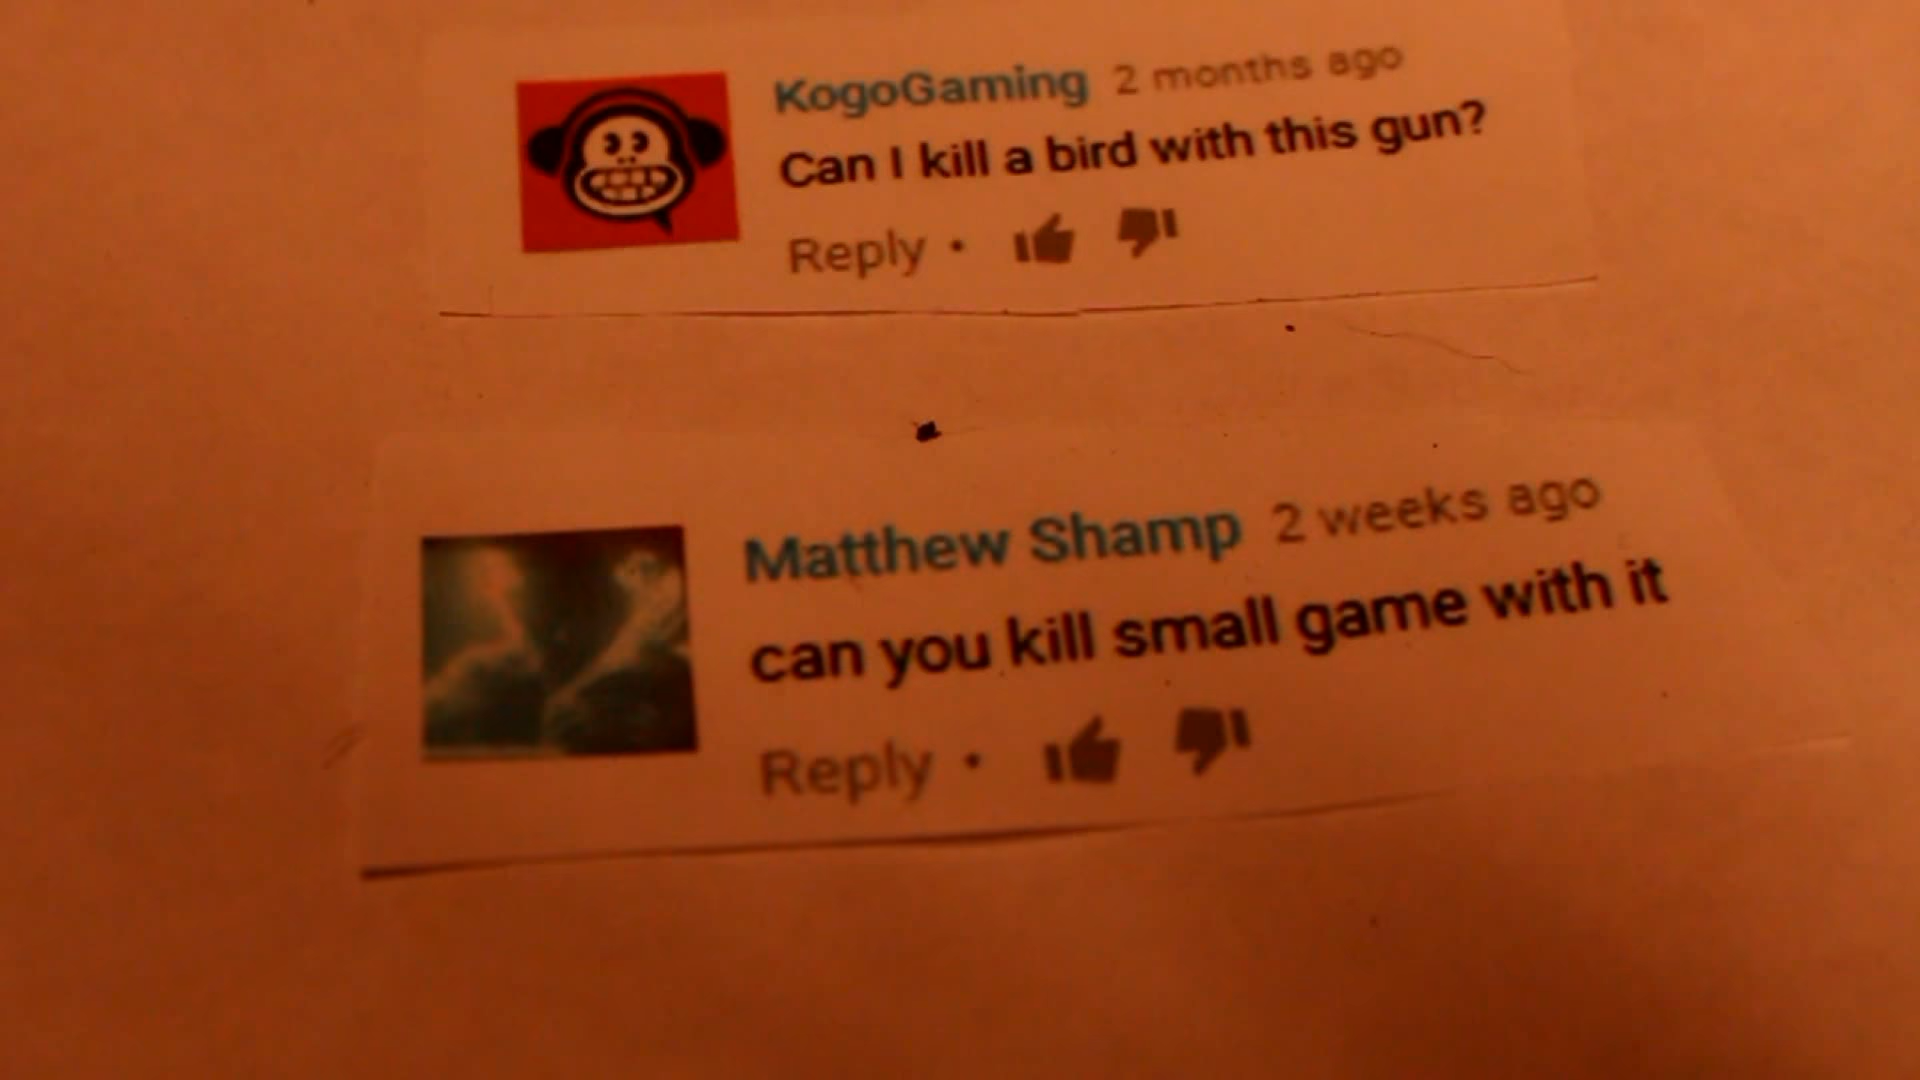 KogoGaming 2 months ago
Can I kill a bird with this gun?
Reply •
Matthew Shamp 2 weeks ago
can you kill small game with it
Reply •